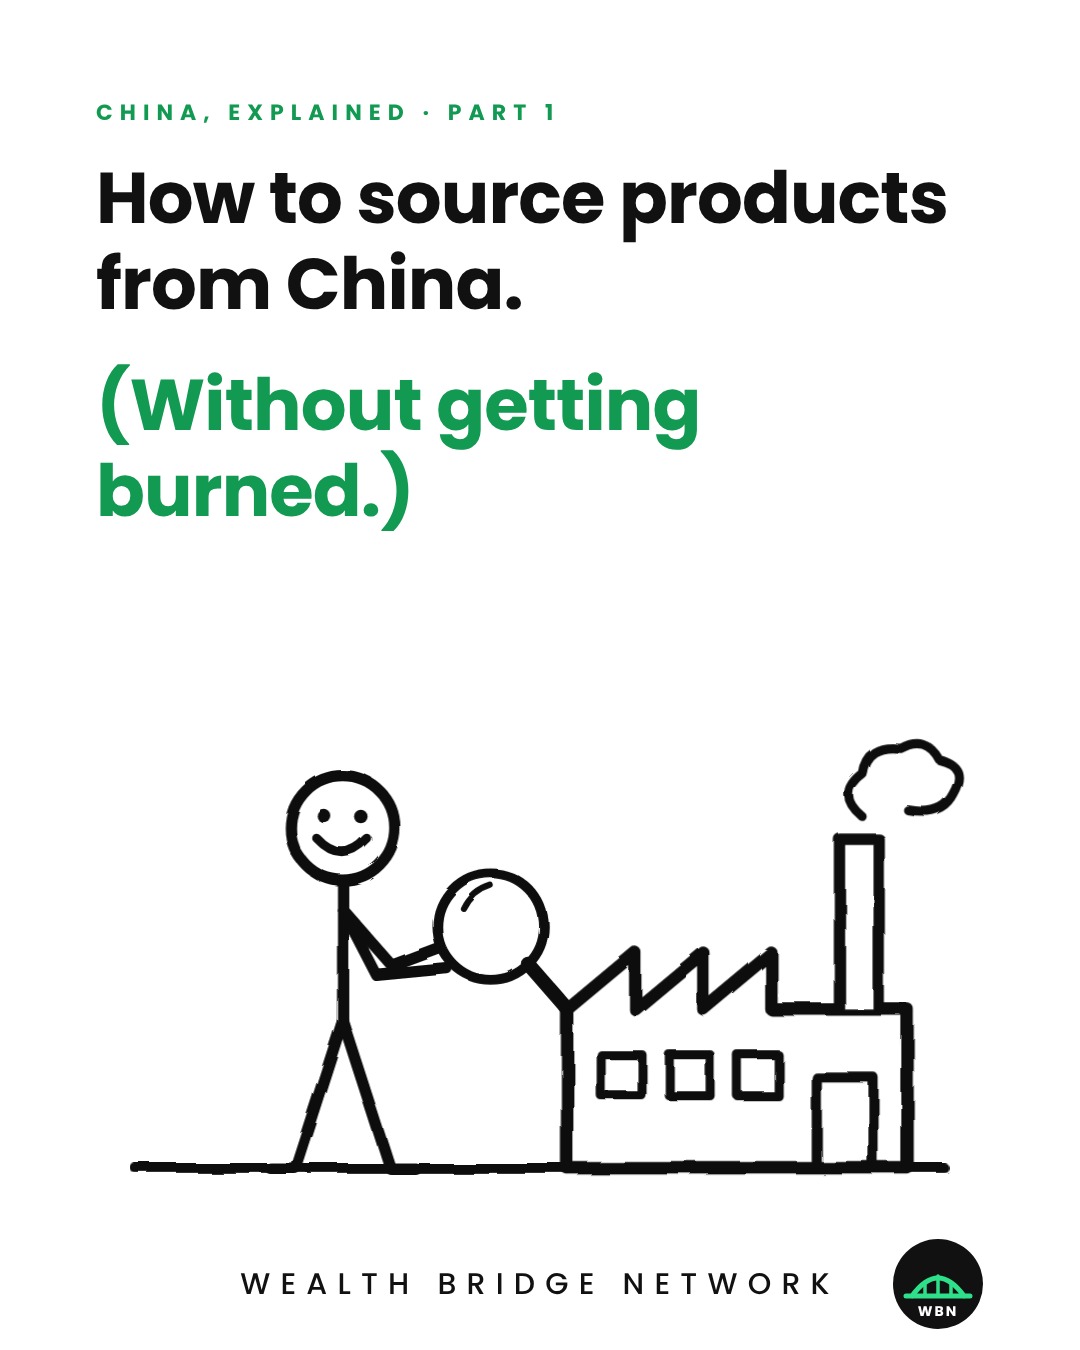 CHINA, EXPLAINED · PART 1
How to source products
from China.
(Without getting
burned.)
WEALTH BRIDGE NETWORK
WBN